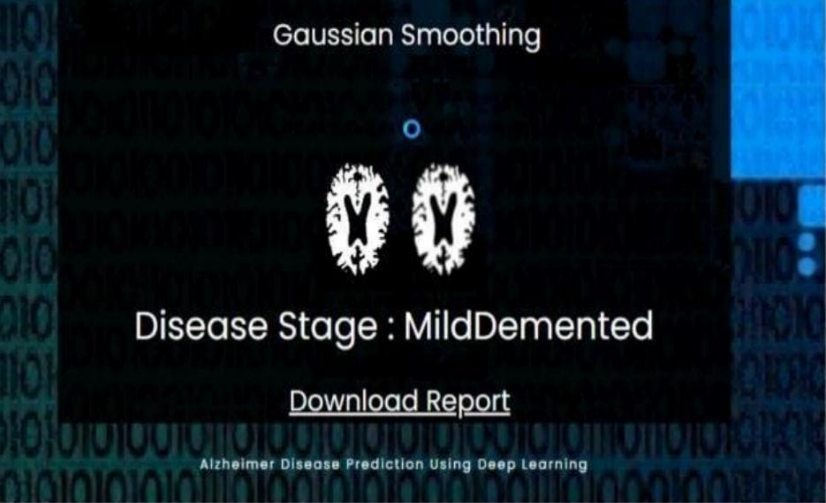 Gaussian Smoothing
Disease Stage : MildDemented
Download Report
Alzheimer Disease Prediction Using Deep Learning